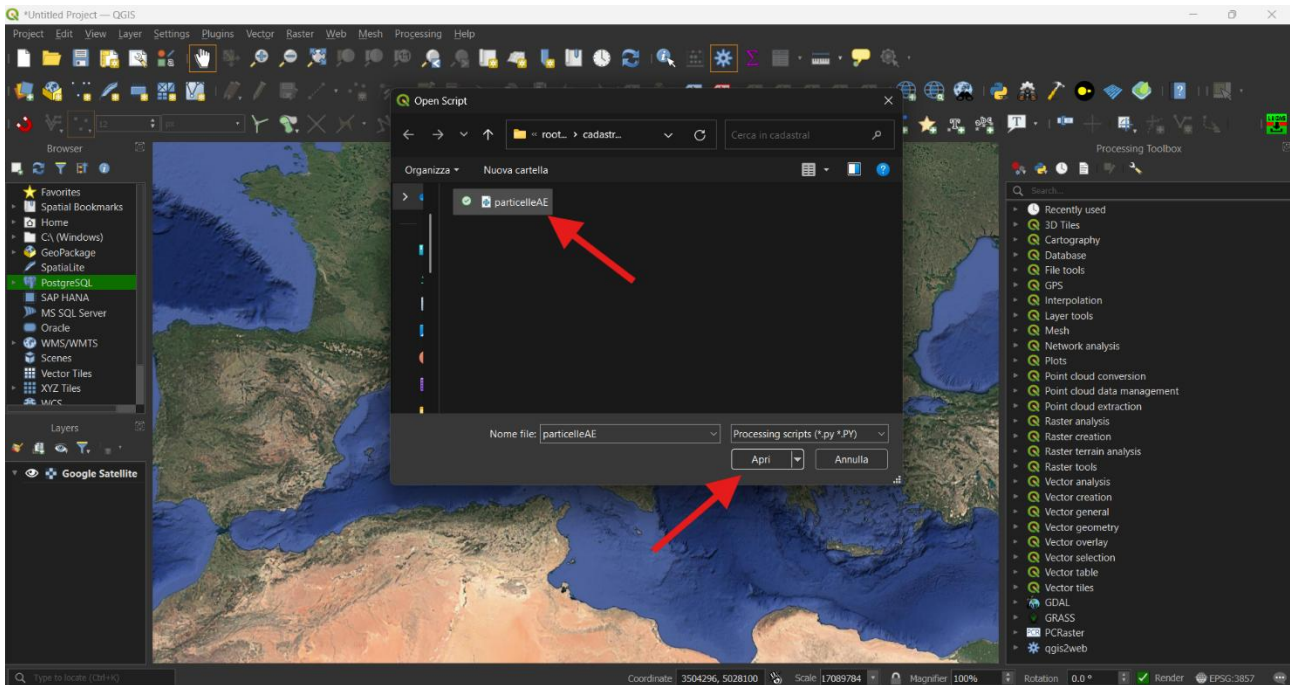 *Untitled Project — QGIS
Project Edit View Layer Settings Plugins Vector Raster Web Mesh Processing Help
12
px
Open Script
root... › cadastr...
Cerca in cadastral
Organizza
Nuova cartella
particelleAE
Nome file: particelleAE
Processing scripts (*.py *.PY)
Apri
Annulla
Browser
Favorites
Spatial Bookmarks
Home
C:\ (Windows)
GeoPackage
SpatiaLite
PostgreSQL
SAP HANA
MS SQL Server
Oracle
WMS/WMTS
Scenes
Vector Tiles
XYZ Tiles
WCS
Layers
Google Satellite
Processing Toolbox
Search...
Recently used
3D Tiles
Cartography
Database
File tools
GPS
Interpolation
Layer tools
Mesh
Network analysis
Plots
Point cloud conversion
Point cloud data management
Point cloud extraction
Raster analysis
Raster creation
Raster terrain analysis
Raster tools
Vector analysis
Vector creation
Vector general
Vector geometry
Vector overlay
Vector selection
Vector table
Vector tiles
GDAL
GRASS
PCRaster
qgis2web
Type to locate (Ctrl+K)
Coordinate 3504296, 5028100 Scale 17089784 Magnifier 100% Rotation 0.0 ° Render EPSG:3857